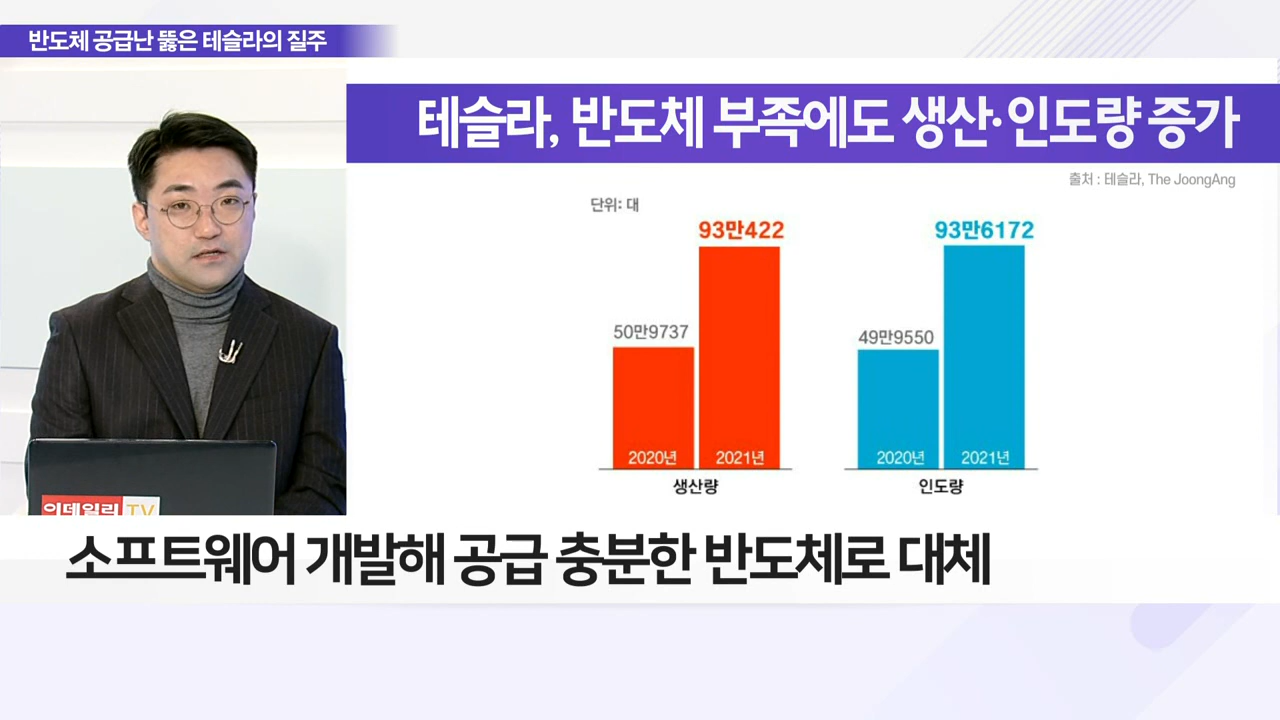 반도체 공급난 뚫은 테슬라의 질주
테슬라, 반도체 부족에도 생산·인도량 증가
출처 : 테슬라, The JoongAng
단위: 대
93만422
93만6172
50만9737
49만9550
2020년
2021년
2020년
2021년
생산량
인도량
이데일리 TV
소프트웨어 개발해 공급 충분한 반도체로 대체